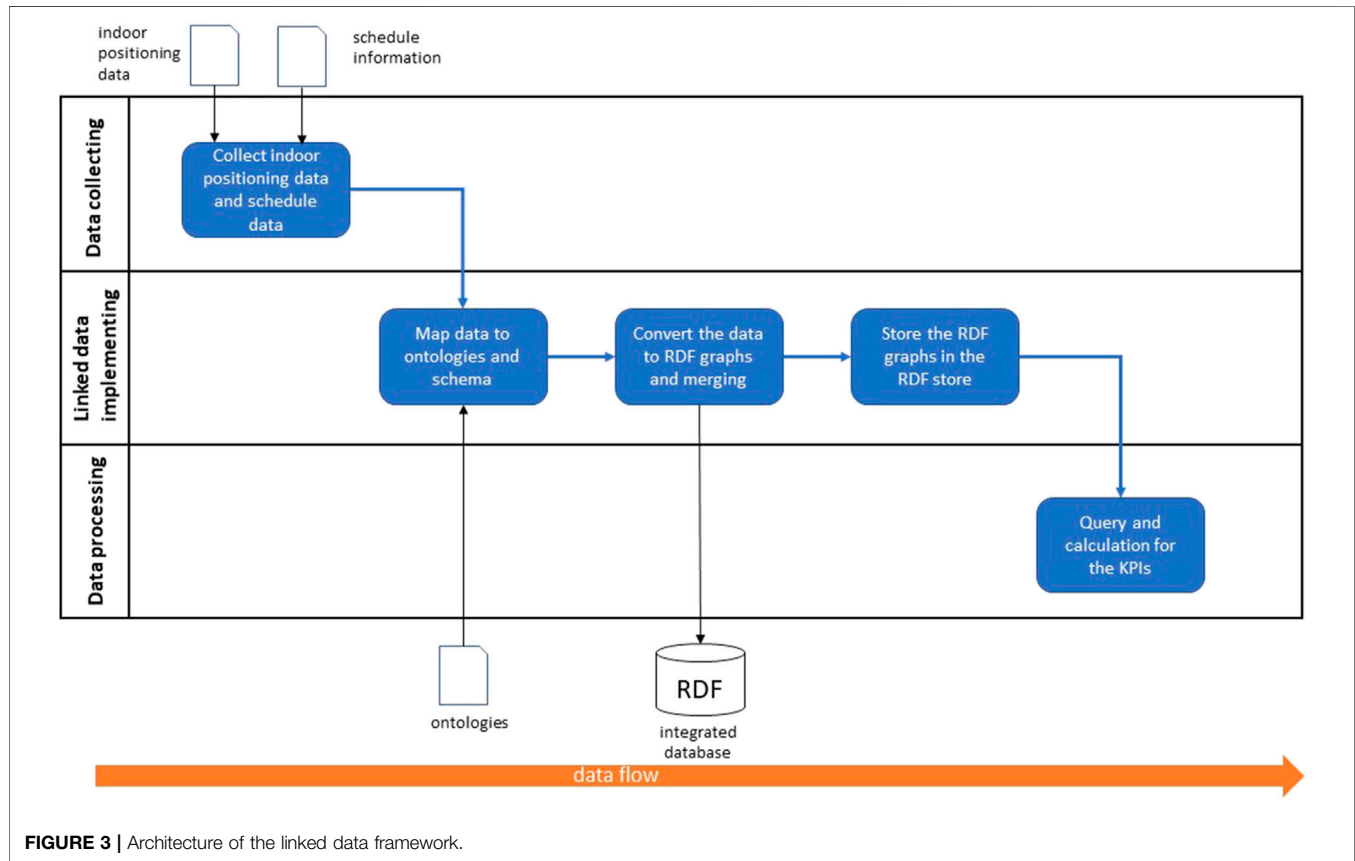 indoor
positioning
data
schedule
information
Data collecting
Collect indoor
positioning data
and schedule
data
Linked data
implementing
Map data to
ontologies and
schema
Convert the data
to RDF graphs
and merging
Store the RDF
graphs in the
RDF store
Data processing
Query and
calculation for
the KPIs
ontologies
RDF
integrated
database
data flow
FIGURE 3 | Architecture of the linked data framework.